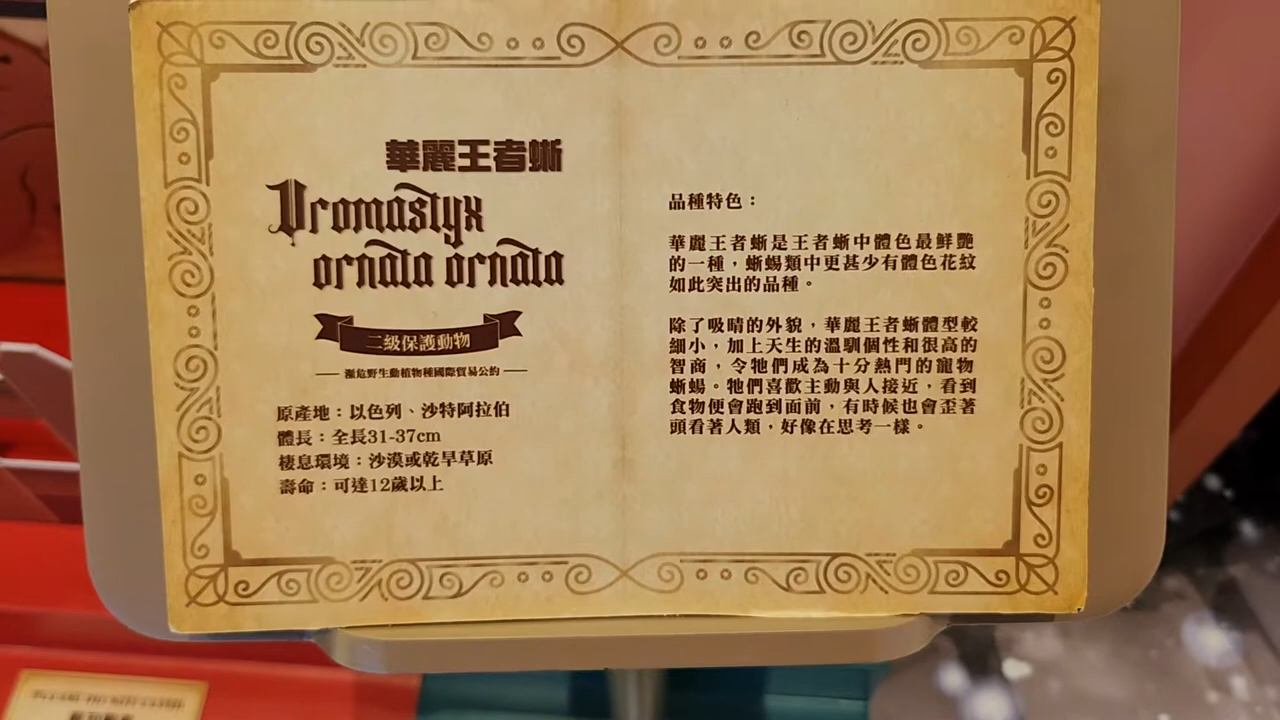 華麗王者蜥
Uromastyx
ornata ornata
二級保護動物
瀕危野生動植物種國際貿易公約
原產地：以色列、沙特阿拉伯
體長：全長31-37cm
棲息環境：沙漠或乾旱草原
壽命：可達12歲以上
品種特色：
華麗王者蜥是王者蜥中體色最鮮艷
的一種，蜥蜴類中更甚少有體色花紋
如此突出的品種。
除了吸睛的外貌，華麗王者蜥體型較
細小，加上天生的溫馴個性和很高的
智商，令牠們成為十分熱門的寵物
蜥蜴。牠們喜歡主動與人接近，看到
食物便會跑到面前，有時候也會歪著
頭看著人類，好像在思考一樣。